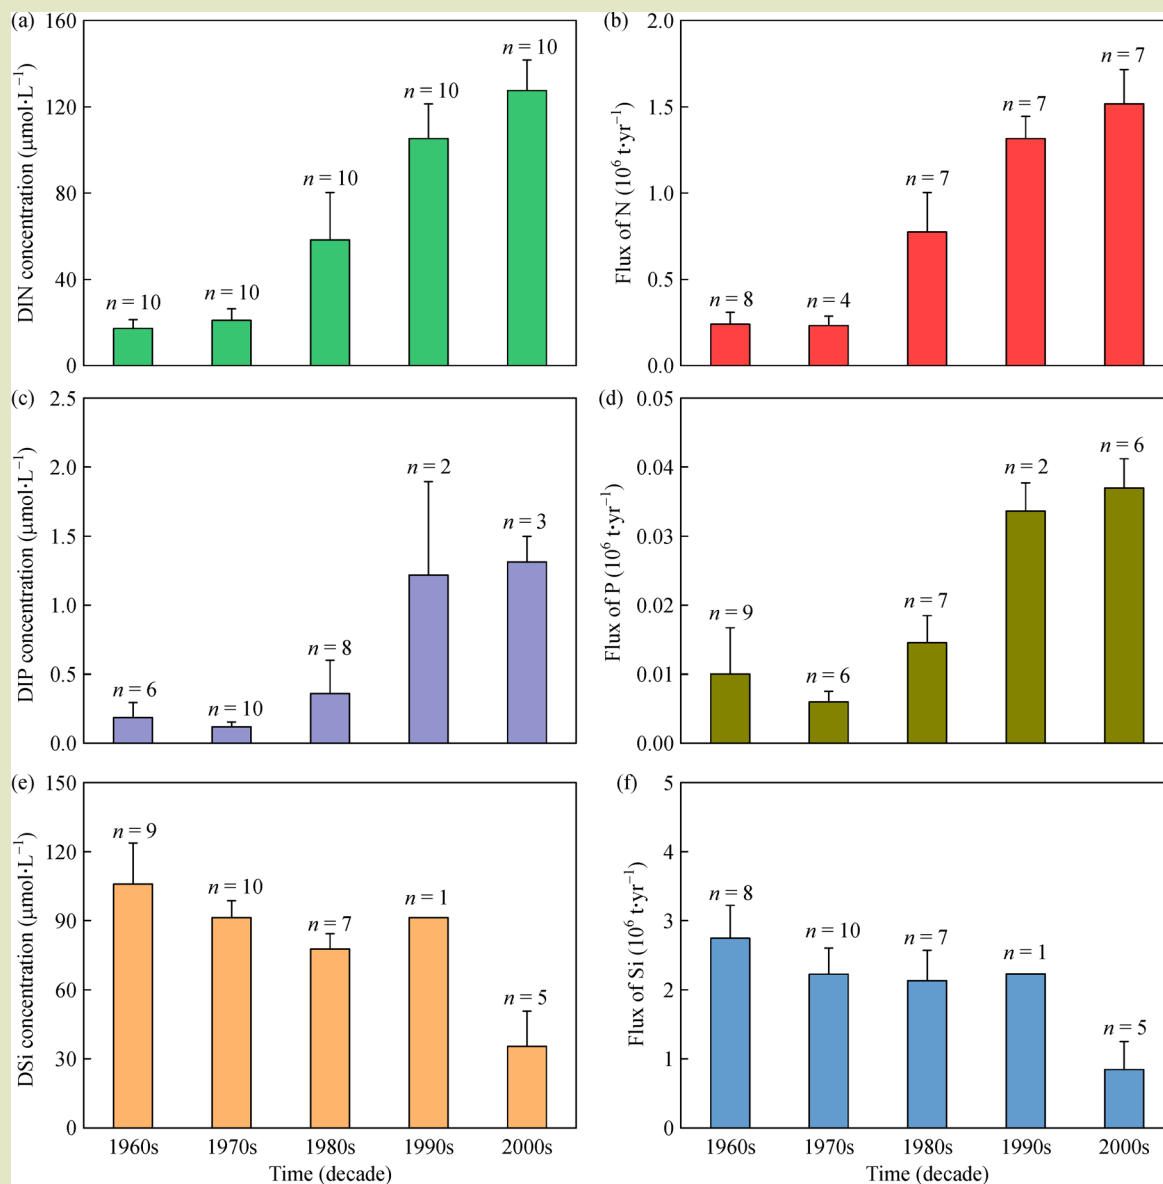 (a)
DIN concentration (μmol·L⁻¹)
160
120
80
40
0
n = 10
n = 10
n = 10
n = 10
n = 10
(b)
Flux of N (10⁶ t·yr⁻¹)
2.0
1.5
1.0
0.5
0.0
n = 8
n = 4
n = 7
n = 7
n = 7
(c)
DIP concentration (μmol·L⁻¹)
2.5
2.0
1.5
1.0
0.5
0.0
n = 6
n = 10
n = 8
n = 2
n = 3
(d)
Flux of P (10⁶ t·yr⁻¹)
0.05
0.04
0.03
0.02
0.01
0.00
n = 9
n = 6
n = 7
n = 2
n = 6
(e)
DSi concentration (μmol·L⁻¹)
150
120
90
60
30
0
n = 9
n = 10
n = 7
n = 1
n = 5
1960s 1970s 1980s 1990s 2000s
Time (decade)
(f)
Flux of Si (10⁶ t·yr⁻¹)
5
4
3
2
1
0
n = 8
n = 10
n = 7
n = 1
n = 5
1960s 1970s 1980s 1990s 2000s
Time (decade)